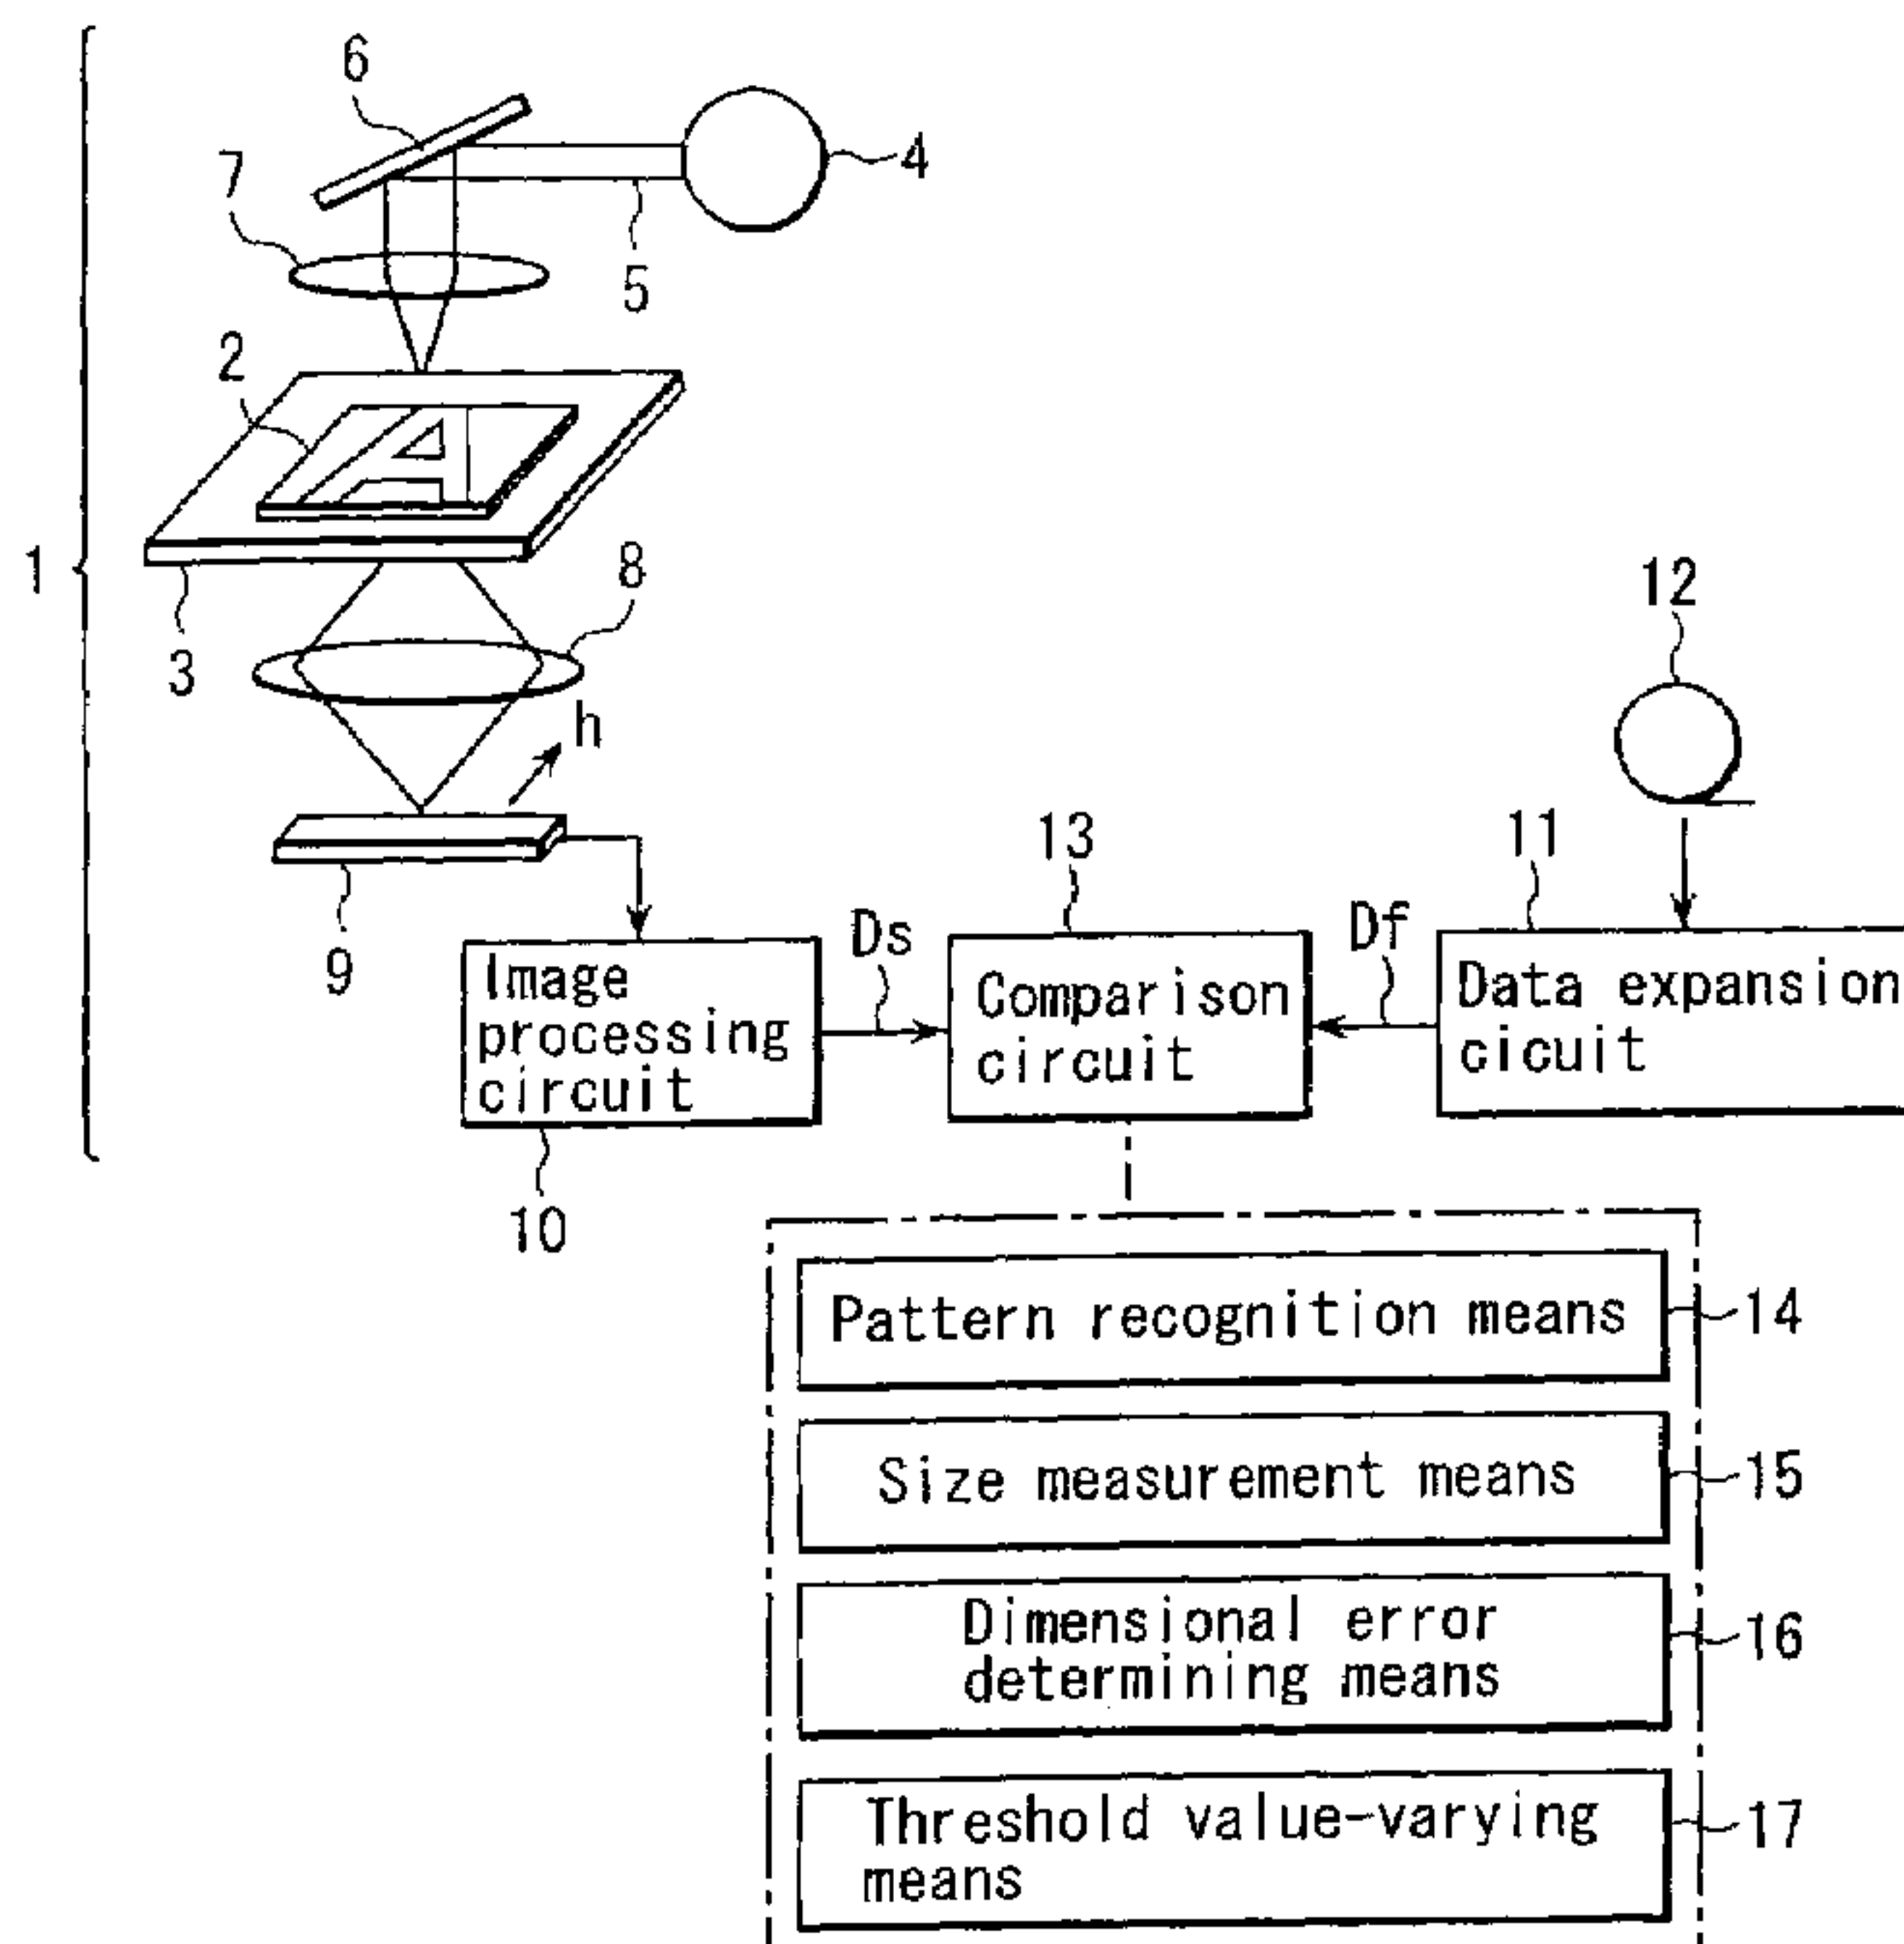 6
4
7
5
2
A
1
8
3
12
h
13
11
9
Ds
Df
Image
processing
circuit
Comparison
circuit
Data expansion
cicuit
10
Pattern recognition means
14
Size measurement means
15
Dimensional error
determining means
16
Threshold value-varying
means
17